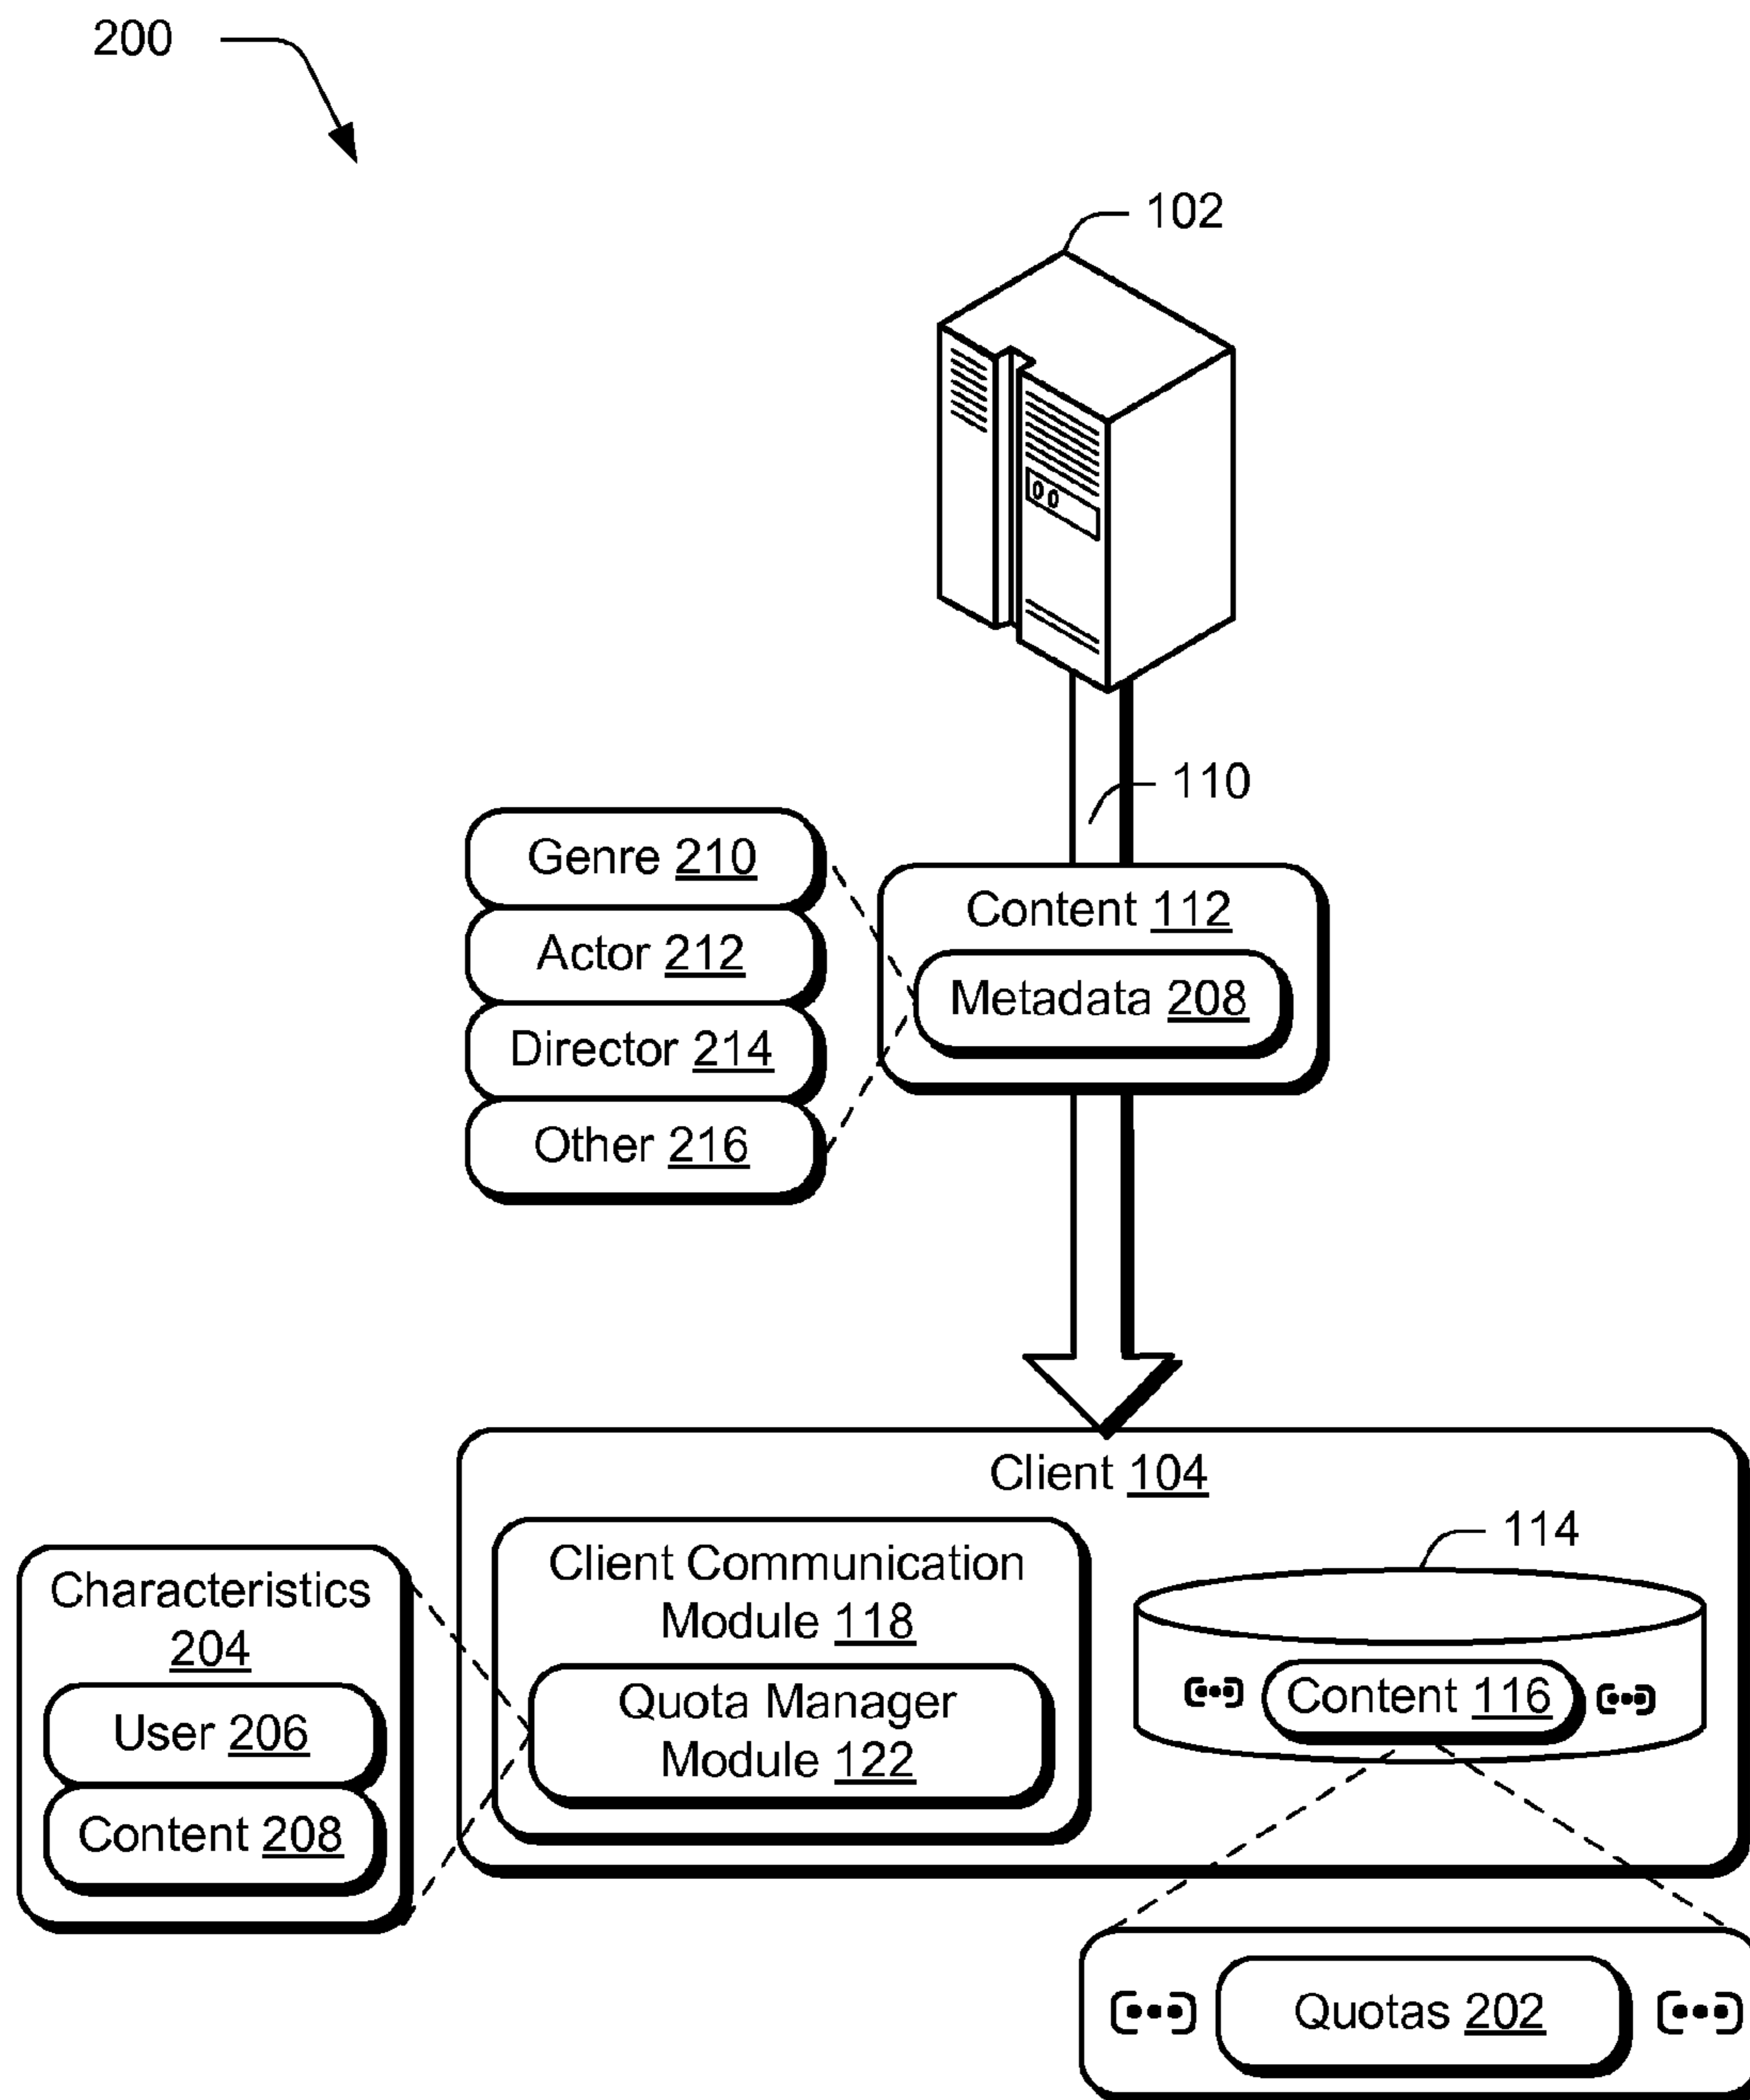 200
102
110
Genre 210
Actor 212
Director 214
Other 216
Content 112
Metadata 208
Client 104
Client Communication
Module 118
Quota Manager
Module 122
114
Content 116
Characteristics
204
User 206
Content 208
Quotas 202